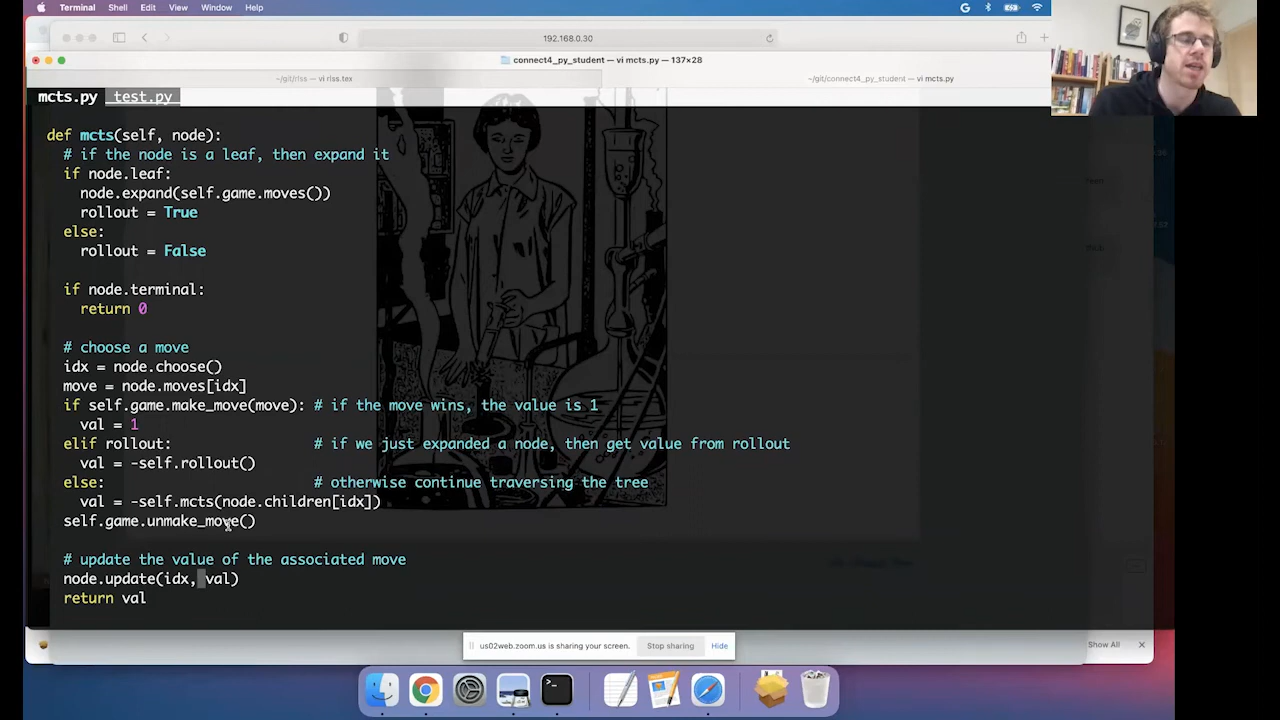 Terminal Shell Edit View Window Help
192.168.0.30
connect4_py_student — vi mcts.py — 137×28
~/git/rlss — vi rlss.tex
~/git/connect4_py_student — vi mcts.py
mcts.py test.py
def mcts(self, node):
# if the node is a leaf, then expand it
if node.leaf:
node.expand(self.game.moves())
rollout = True
else:
rollout = False
if node.terminal:
return 0
# choose a move
idx = node.choose()
move = node.moves[idx]
if self.game.make_move(move): # if the move wins, the value is 1
val = 1
elif rollout: # if we just expanded a node, then get value from rollout
val = -self.rollout()
else: # otherwise continue traversing the tree
val = -self.mcts(node.children[idx])
self.game.unmake_move()
# update the value of the associated move
node.update(idx, val)
return val
us02web.zoom.us is sharing your screen. Stop sharing Hide
Show All